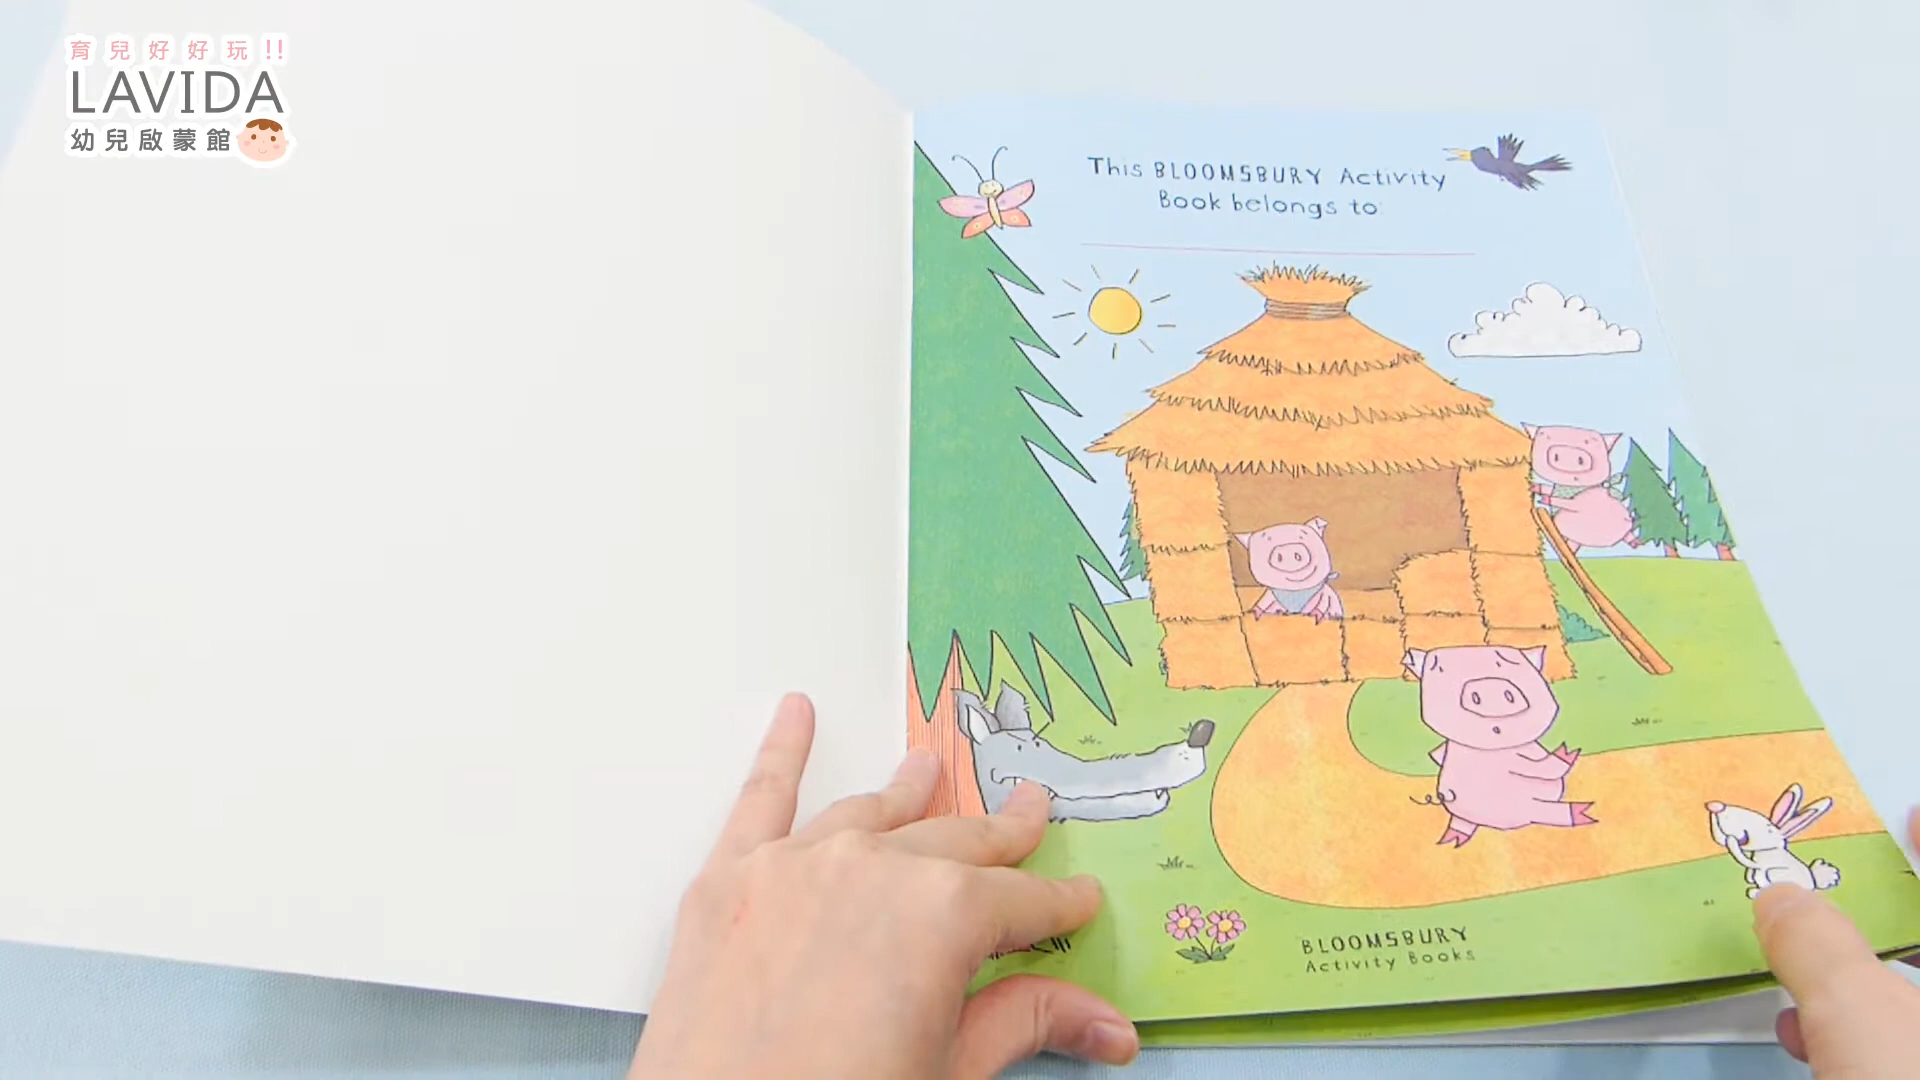 育兒好好玩!!
LAVIDA
幼兒啟蒙館
This BLOOMSBURY Activity
Book belongs to
BLOOMSBURY
Activity Books